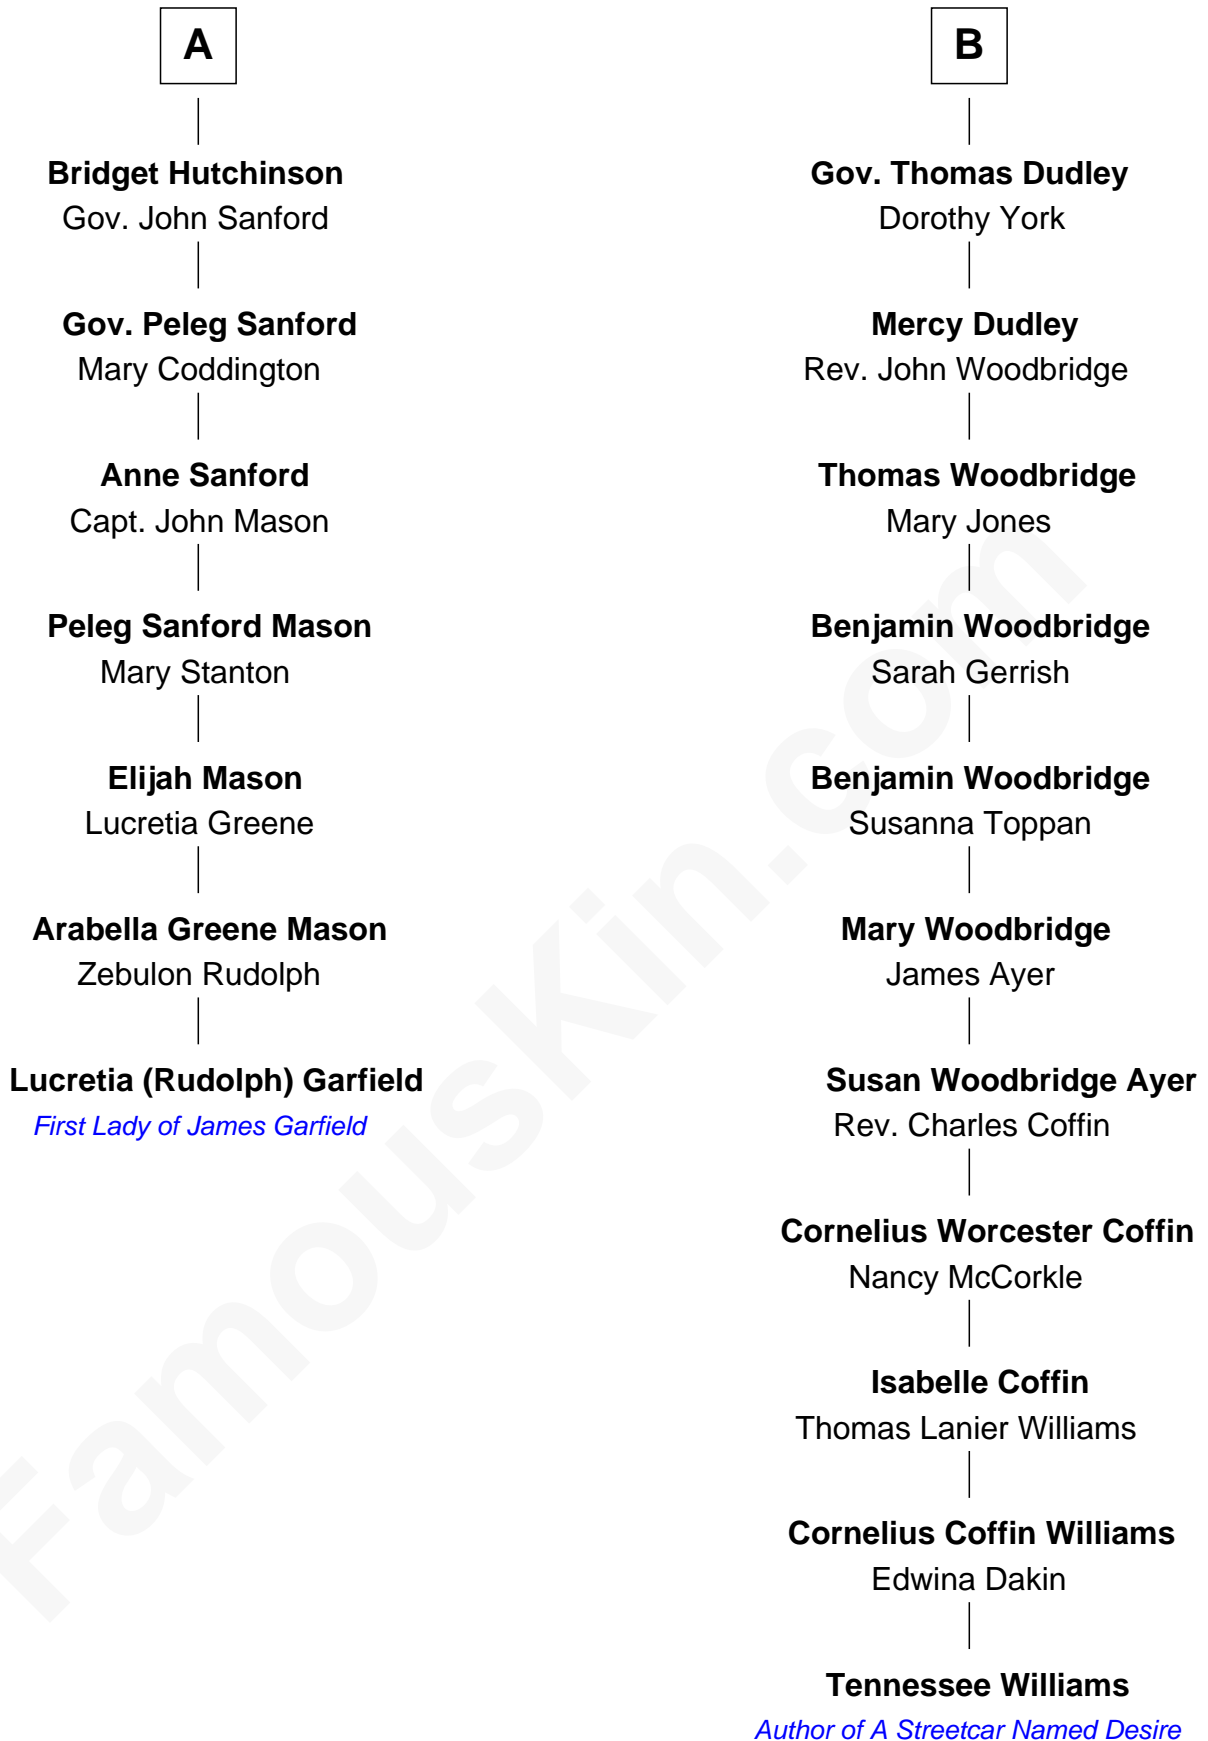 A
Bridget Hutchinson
Gov. John Sanford
Gov. Peleg Sanford
Mary Coddington
Anne Sanford
Capt. John Mason
Peleg Sanford Mason
Mary Stanton
Elijah Mason
Lucretia Greene
Arabella Greene Mason
Zebulon Rudolph
Lucretia (Rudolph) Garfield
First Lady of James Garfield
B
Gov. Thomas Dudley
Dorothy York
Mercy Dudley
Rev. John Woodbridge
Thomas Woodbridge
Mary Jones
Benjamin Woodbridge
Sarah Gerrish
Benjamin Woodbridge
Susanna Toppan
Mary Woodbridge
James Ayer
Susan Woodbridge Ayer
Rev. Charles Coffin
Cornelius Worcester Coffin
Nancy McCorkle
Isabelle Coffin
Thomas Lanier Williams
Cornelius Coffin Williams
Edwina Dakin
Tennessee Williams
Author of A Streetcar Named Desire
FamousKin.com